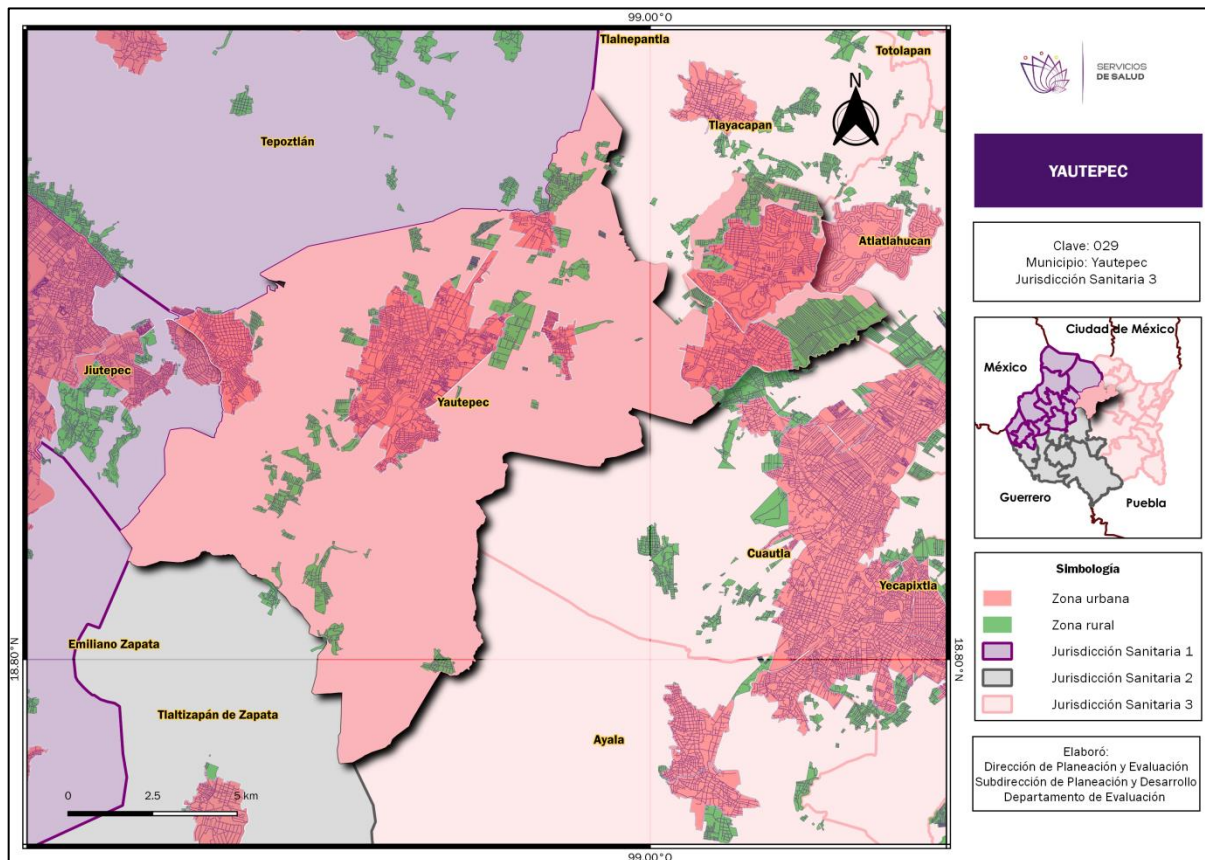 99.00°O
Tlalnepantla
Totolapan
N
Tlayacapan
Tepoztlán
Atlatlahucan
Jiutepec
Yautepec
Cuautla
Yecapixtla
Emiliano Zapata
18.80°N
18.80°N
Tlaltizapán de Zapata
Ayala
0 2.5 5 km
99.00°O
SERVICIOS
DE SALUD
YAUTEPEC
Clave: 029
Municipio: Yautepec
Jurisdicción Sanitaria 3
Ciudad de México
México
Guerrero
Puebla
Simbología
Zona urbana
Zona rural
Jurisdicción Sanitaria 1
Jurisdicción Sanitaria 2
Jurisdicción Sanitaria 3
Elaboró:
Dirección de Planeación y Evaluación
Subdirección de Planeación y Desarrollo
Departamento de Evaluación